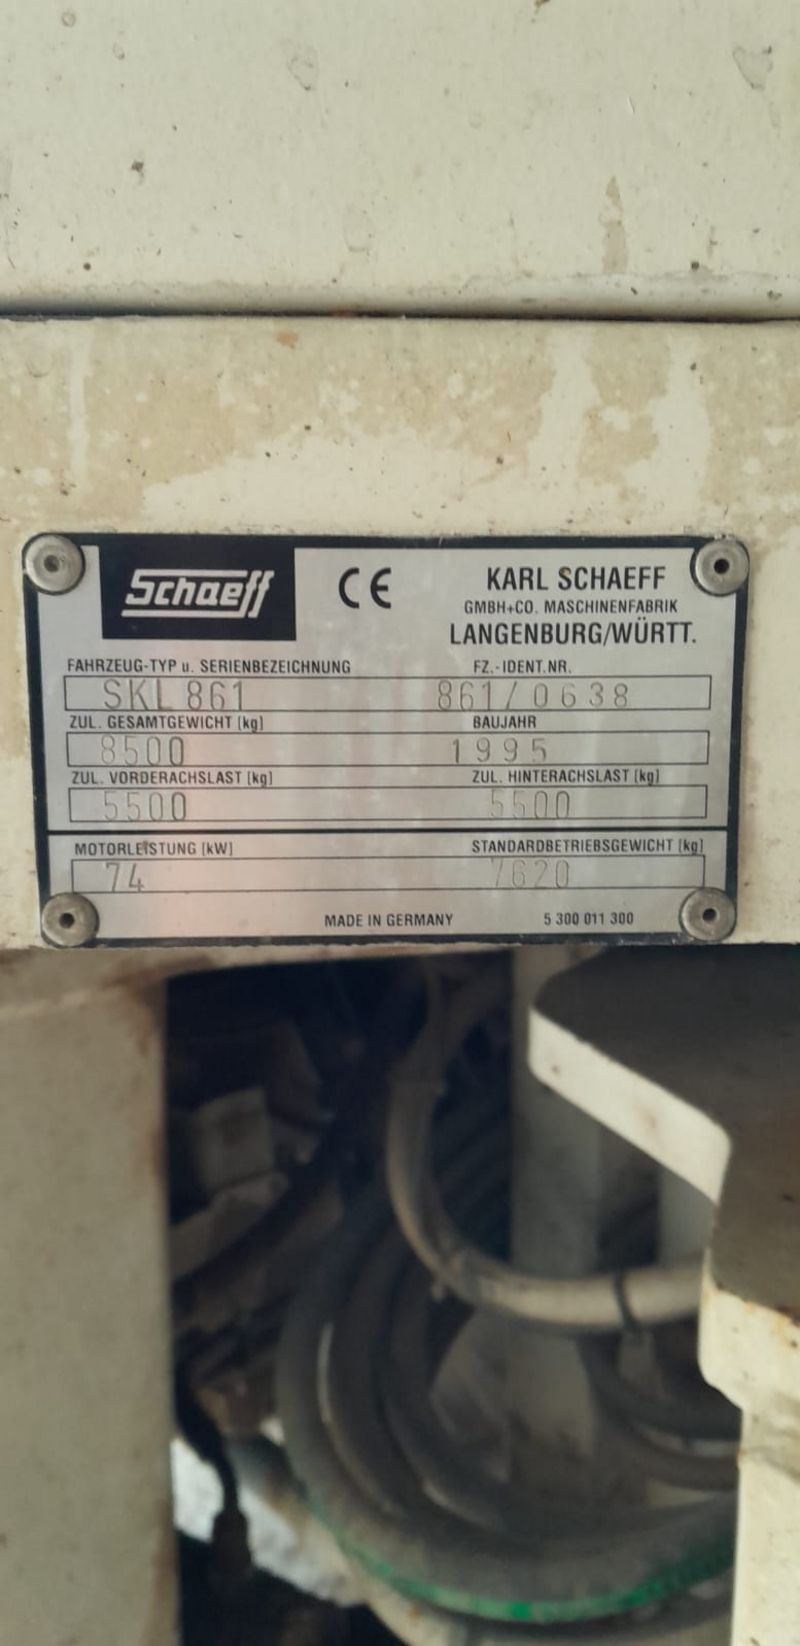 Schaeff
CE
KARL SCHAEFF
GMBH+CO. MASCHINENFABRIK
LANGENBURG/WÜRTT.
FAHRZEUG-TYP u. SERIENBEZEICHNUNG FZ.-IDENT.NR.
SKL 861 861/0638
ZUL. GESAMTGEWICHT (kg) BAUJAHR
8500 1995
ZUL. VORDERACHSLAST (kg) ZUL. HINTERACHSLAST (kg)
5500 5500
MOTORLEISTUNG (kW) STANDARDBETRIEBSGEWICHT (kg)
74 7620
MADE IN GERMANY 5 300 011 300